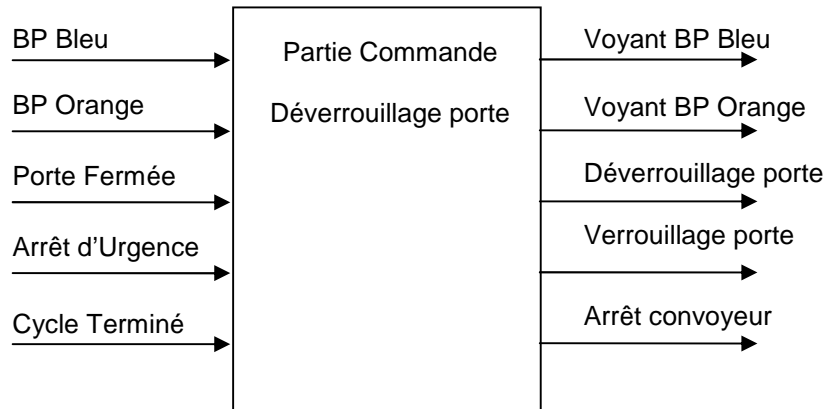 BP Bleu
BP Orange
Porte Fermée
Arrêt d'Urgence
Cycle Terminé
Partie Commande
Déverrouillage porte
Voyant BP Bleu
Voyant BP Orange
Déverrouillage porte
Verrouillage porte
Arrêt convoyeur